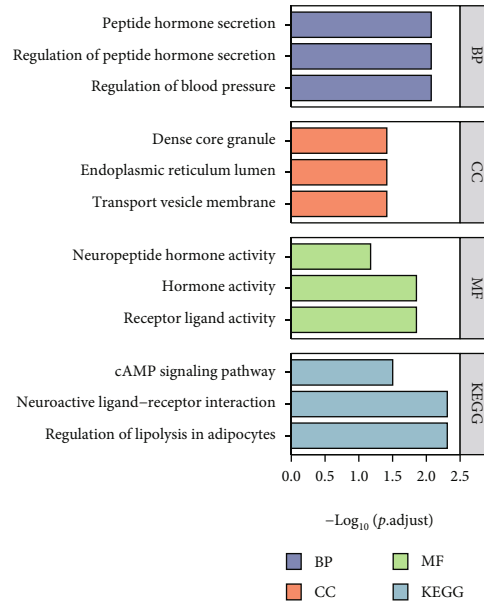 Peptide hormone secretion
Regulation of peptide hormone secretion
Regulation of blood pressure
BP
Dense core granule
Endoplasmic reticulum lumen
Transport vesicle membrane
CC
Neuropeptide hormone activity
Hormone activity
Receptor ligand activity
MF
cAMP signaling pathway
Neuroactive ligand−receptor interaction
Regulation of lipolysis in adipocytes
KEGG
0.0 0.5 1.0 1.5 2.0 2.5
−Log10 (p.adjust)
BP MF
CC KEGG